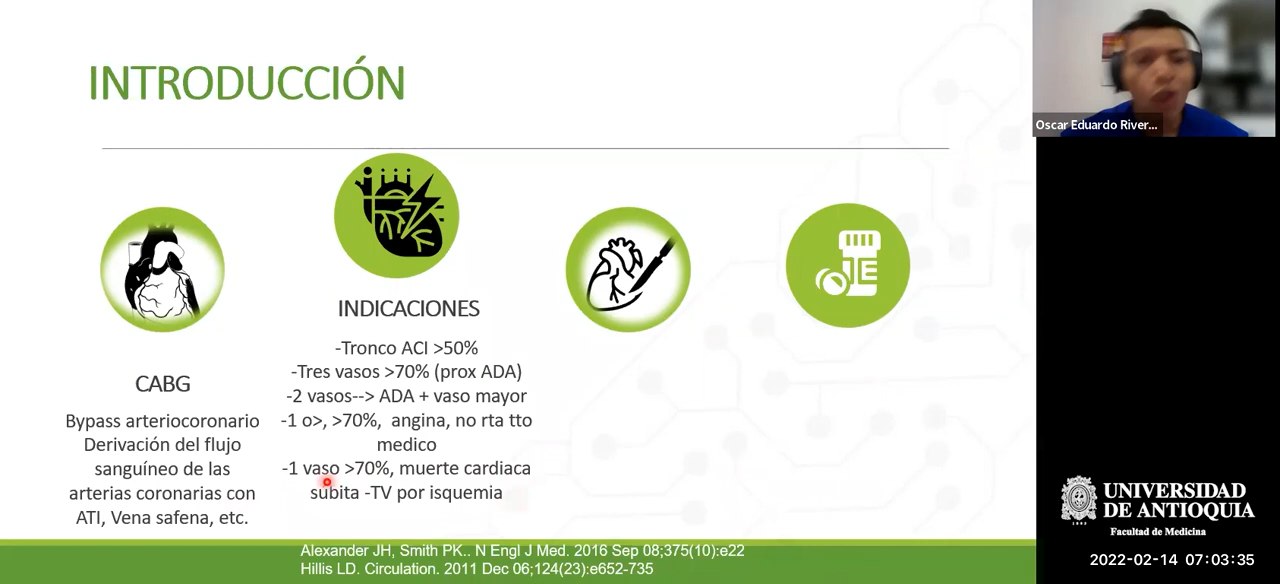 INTRODUCCIÓN
Oscar Eduardo River...
CABG
Bypass arteriocoronario
Derivación del flujo
sanguíneo de las
arterias coronarias con
ATI, Vena safena, etc.
INDICACIONES
-Tronco ACI >50%
-Tres vasos >70% (prox ADA)
-2 vasos--> ADA + vaso mayor
-1 o>, >70%, angina, no rta tto
medico
-1 vaso >70%, muerte cardiaca
subita -TV por isquemia
Alexander JH, Smith PK.. N Engl J Med. 2016 Sep 08;375(10):e22
Hillis LD. Circulation. 2011 Dec 06;124(23):e652-735
UNIVERSIDAD
DE ANTIOQUIA
Facultad de Medicina
1803
2022-02-14 07:03:35